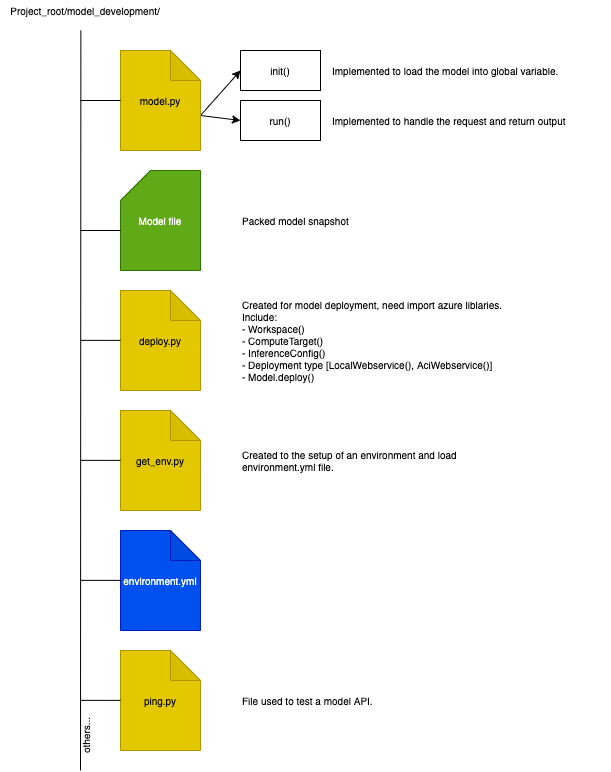 Project_root/model_development/
model.py
init()
Implemented to load the model into global variable.
run()
Implemented to handle the request and return output
Model file
Packed model snapshot
deploy.py
Created for model deployment, need import azure liblaries.
Include:
- Workspace()
- ComputeTarget()
- InferenceConfig()
- Deployment type [LocalWebservice(), AciWebservice()]
- Model.deploy()
get_env.py
Created to the setup of an environment and load
environment.yml file.
environment.yml
ping.py
File used to test a model API.
others...